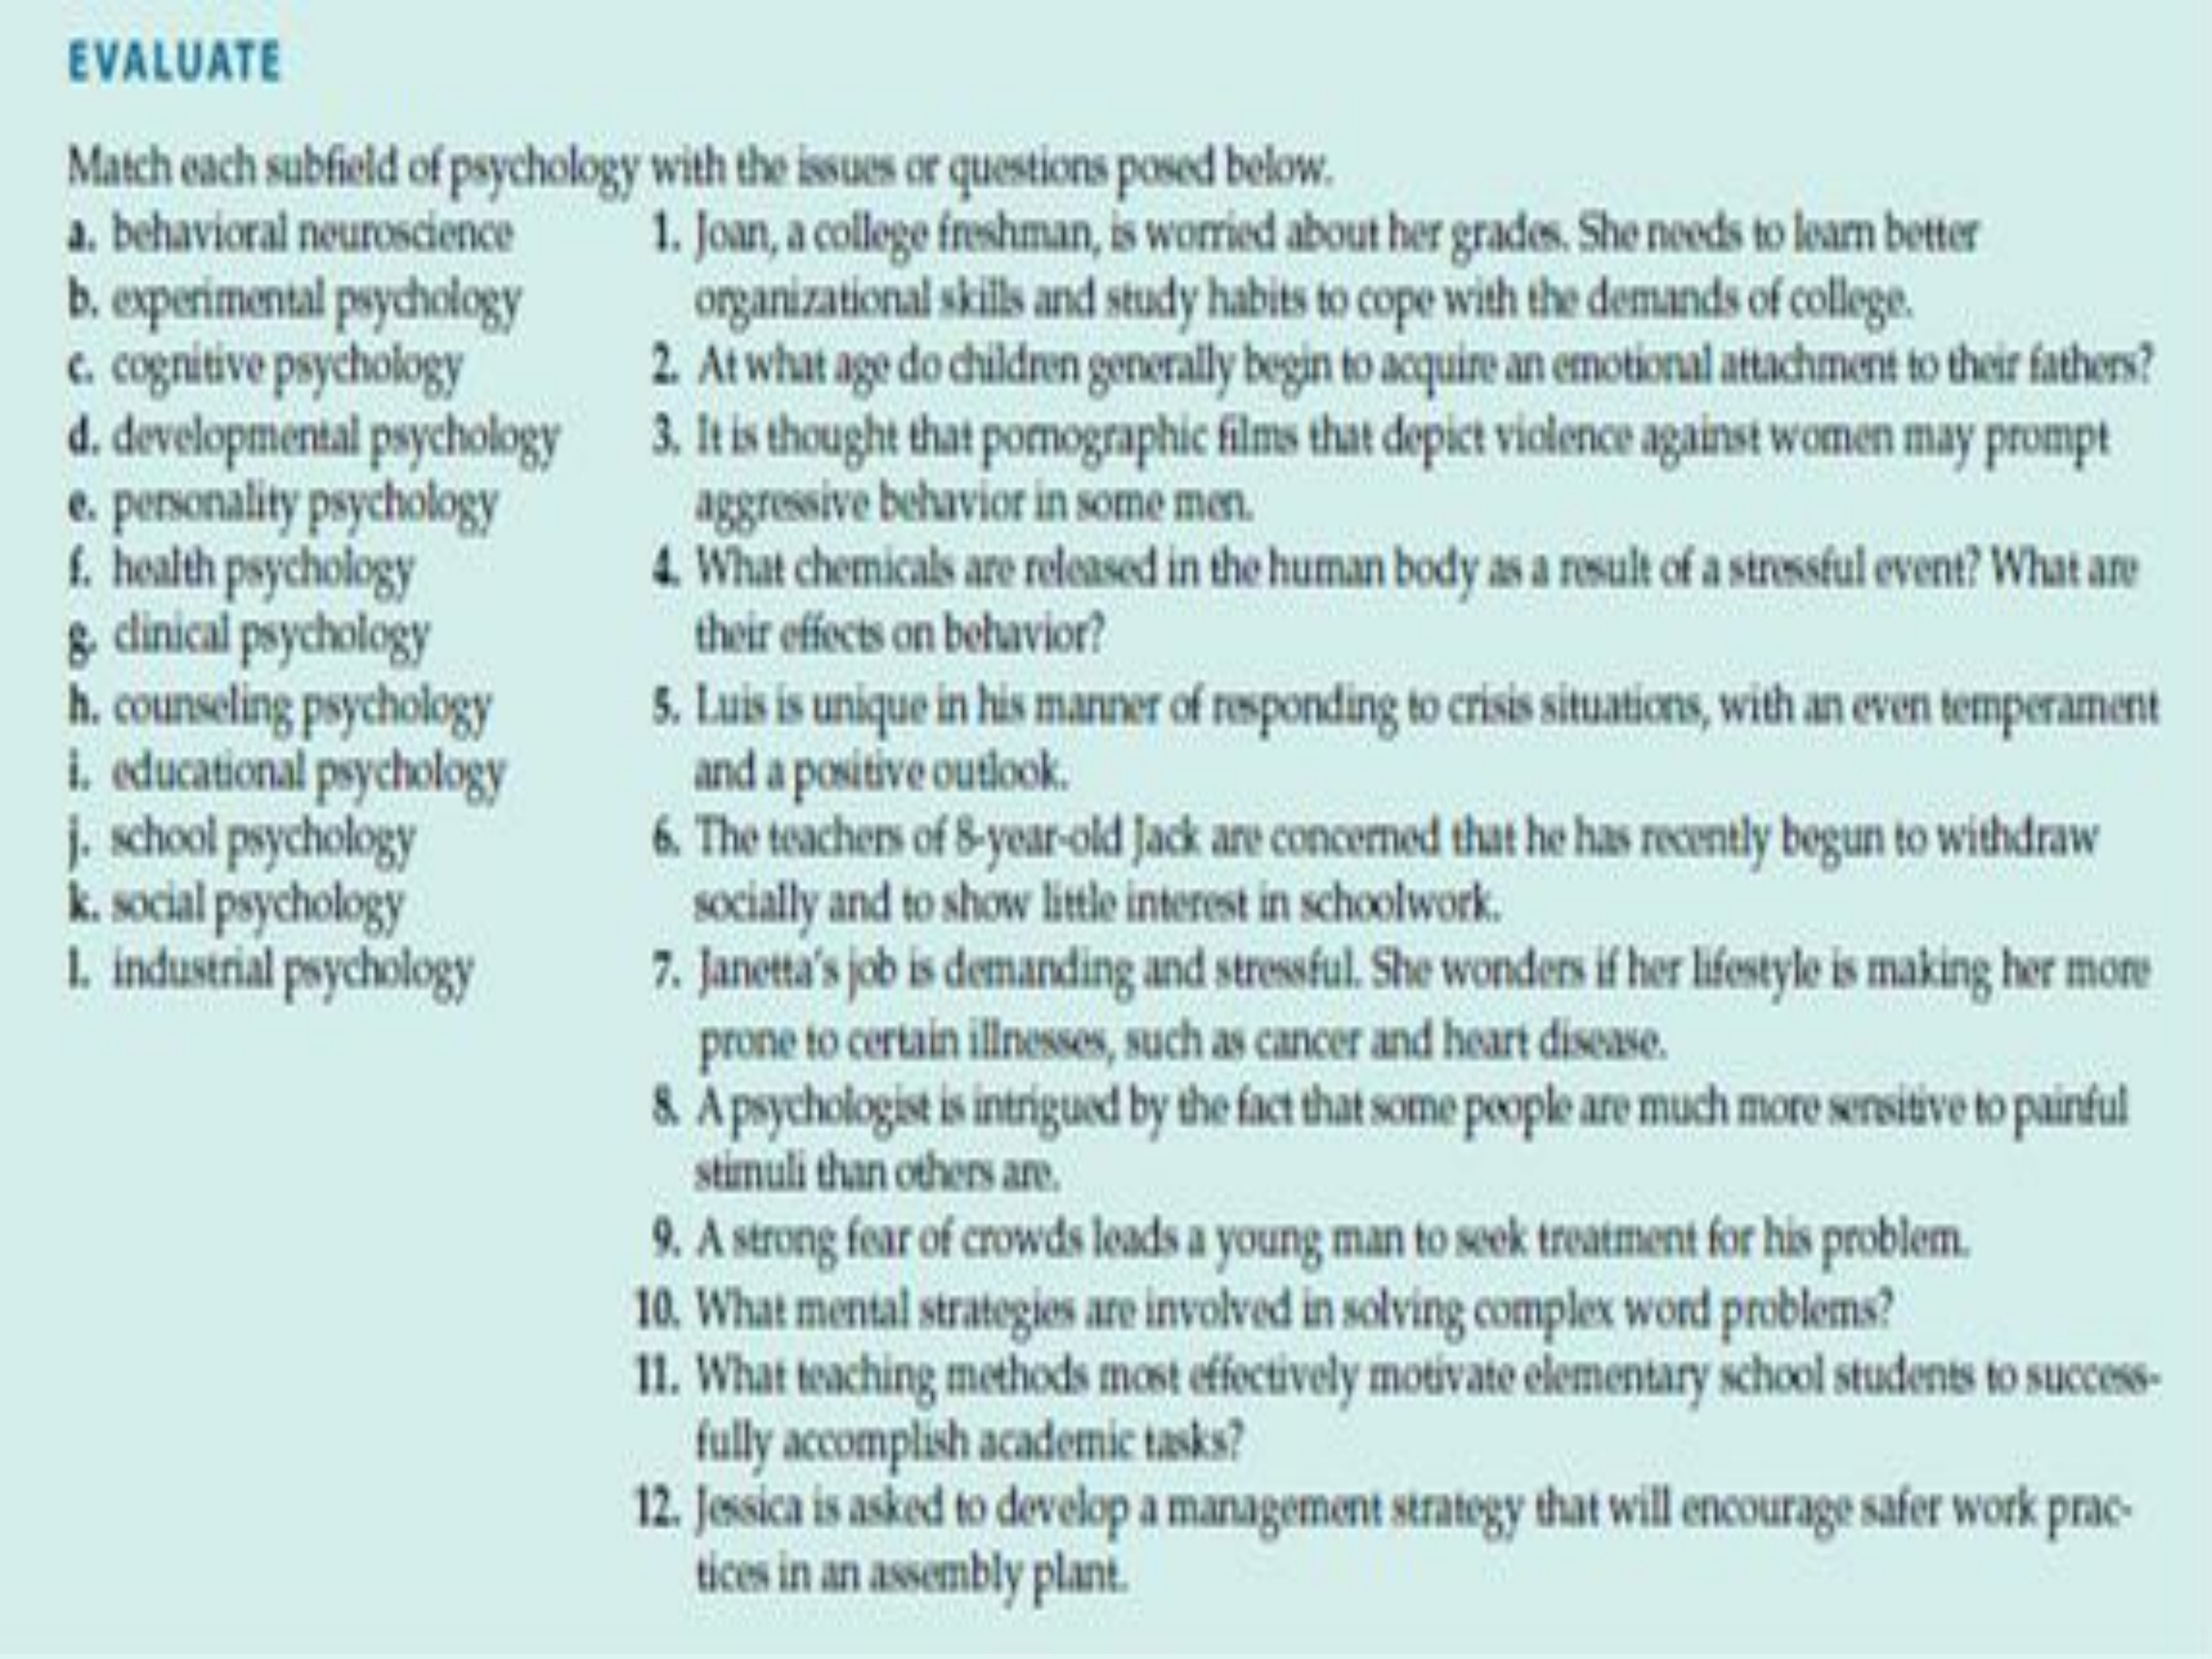 EVALUATE
Match each subfield of psychology with the issues or questions posed below.
a. behavioral neuroscience
b. experimental psychology
c. cognitive psychology
d. developmental psychology
e. personality psychology
f. health psychology
g. clinical psychology
h. counseling psychology
i. educational psychology
j. school psychology
k. social psychology
l. industrial psychology
1. Joan, a college freshman, is worried about her grades. She needs to learn better
organizational skills and study habits to cope with the demands of college.
2. At what age do children generally begin to acquire an emotional attachment to their fathers?
3. It is thought that pornographic films that depict violence against women may prompt
aggressive behavior in some men.
4. What chemicals are released in the human body as a result of a stressful event? What are
their effects on behavior?
5. Luis is unique in his manner of responding to crisis situations, with an even temperament
and a positive outlook.
6. The teachers of 8-year-old Jack are concerned that he has recently begun to withdraw
socially and to show little interest in schoolwork.
7. Janetta's job is demanding and stressful. She wonders if her lifestyle is making her more
prone to certain illnesses, such as cancer and heart disease.
8. A psychologist is intrigued by the fact that some people are much more sensitive to painful
stimuli than others are.
9. A strong fear of crowds leads a young man to seek treatment for his problem.
10. What mental strategies are involved in solving complex word problems?
11. What teaching methods most effectively motivate elementary school students to success-
fully accomplish academic tasks?
12. Jessica is asked to develop a management strategy that will encourage safer work prac-
tices in an assembly plant.